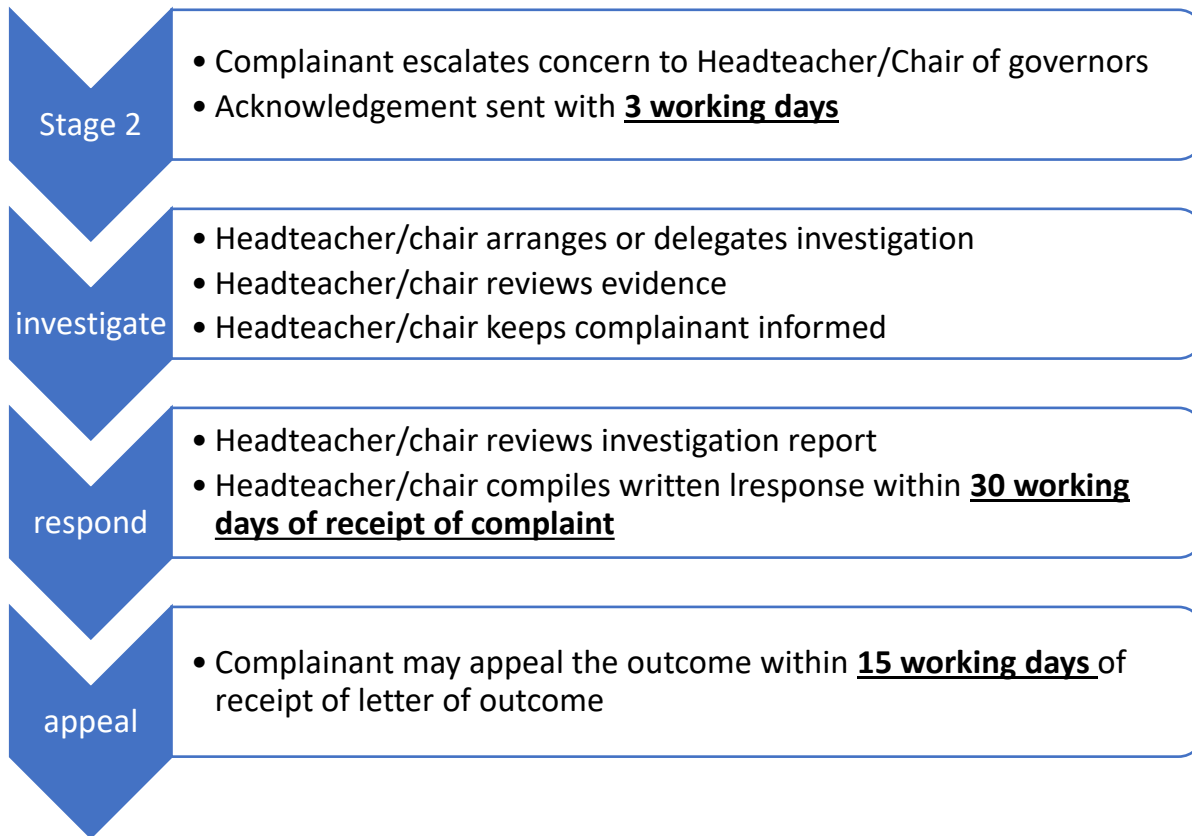 Stage 2
• Complainant escalates concern to Headteacher/Chair of governors
• Acknowledgement sent with 3 working days
investigate
• Headteacher/chair arranges or delegates investigation
• Headteacher/chair reviews evidence
• Headteacher/chair keeps complainant informed
respond
• Headteacher/chair reviews investigation report
• Headteacher/chair compiles written lresponse within 30 working
days of receipt of complaint
appeal
• Complainant may appeal the outcome within 15 working days of
receipt of letter of outcome